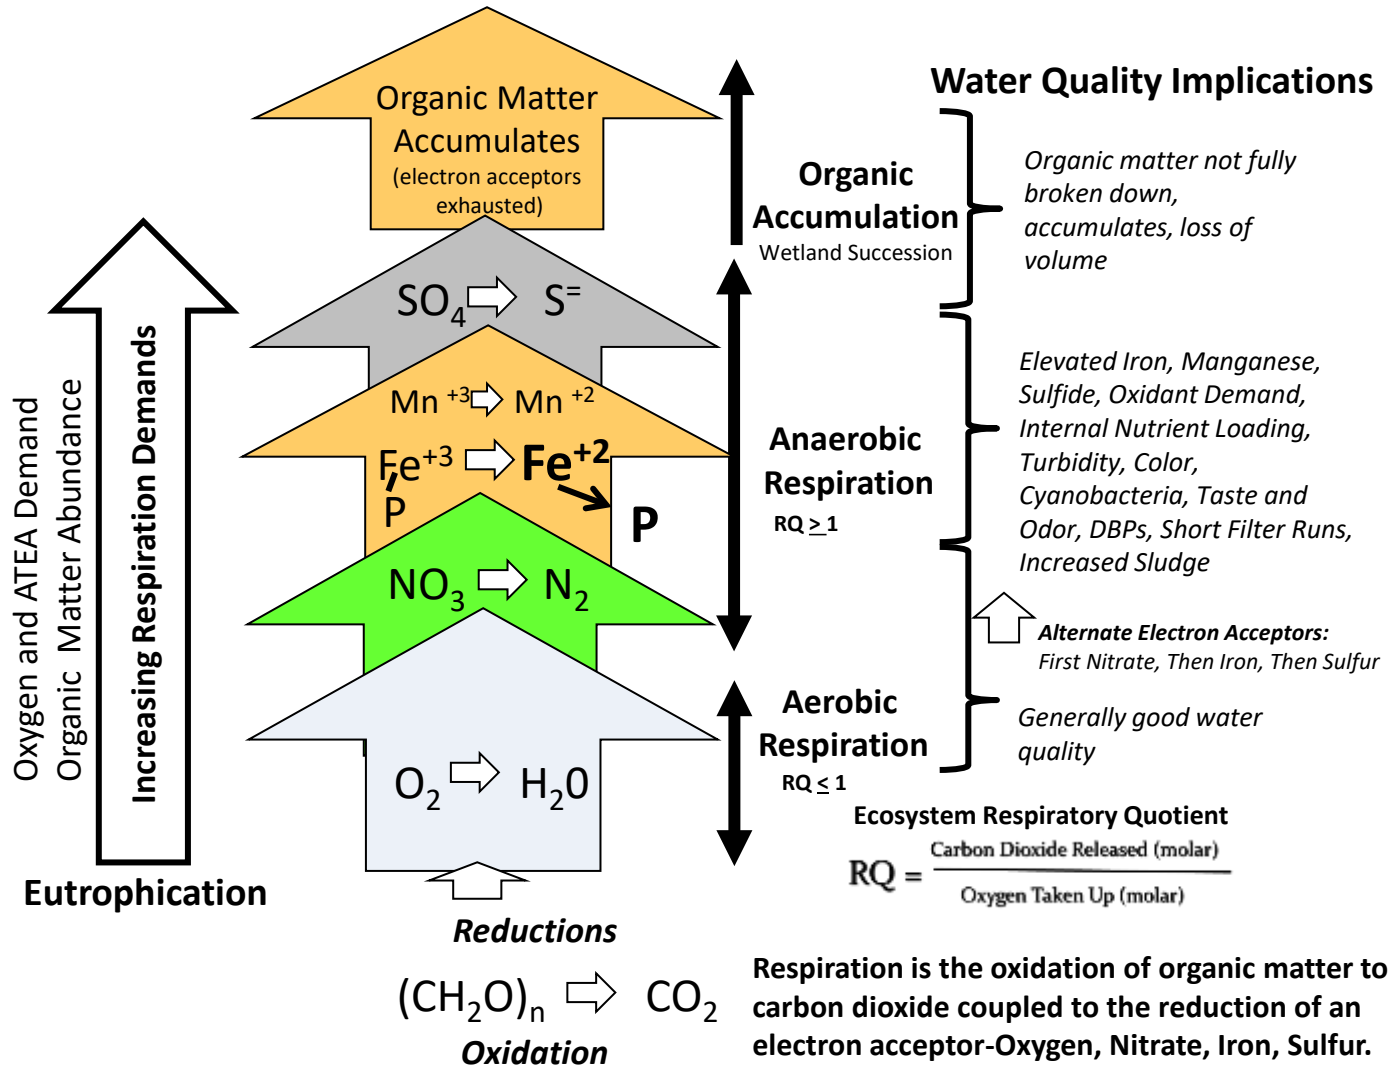 Water Quality Implications
Organic Matter
Accumulates
(electron acceptors
exhausted)
Organic
Accumulation
Wetland Succession
Organic matter not fully
broken down,
accumulates, loss of
volume
SO4 S=
Mn +3 Mn +2
Fe+3 Fe+2
P
P
NO3 N2
O2 H20
Anaerobic
Respiration
RQ ≥ 1
Elevated Iron, Manganese,
Sulfide, Oxidant Demand,
Internal Nutrient Loading,
Turbidity, Color,
Cyanobacteria, Taste and
Odor, DBPs, Short Filter Runs,
Increased Sludge
Alternate Electron Acceptors:
First Nitrate, Then Iron, Then Sulfur
Aerobic
Respiration
RQ ≤ 1
Generally good water
quality
Oxygen and ATEA Demand
Organic Matter Abundance
Increasing Respiration Demands
Eutrophication
Ecosystem Respiratory Quotient
RQ = Carbon Dioxide Released (molar)
Oxygen Taken Up (molar)
Reductions
(CH2O)n CO2
Oxidation
Respiration is the oxidation of organic matter to
carbon dioxide coupled to the reduction of an
electron acceptor-Oxygen, Nitrate, Iron, Sulfur.